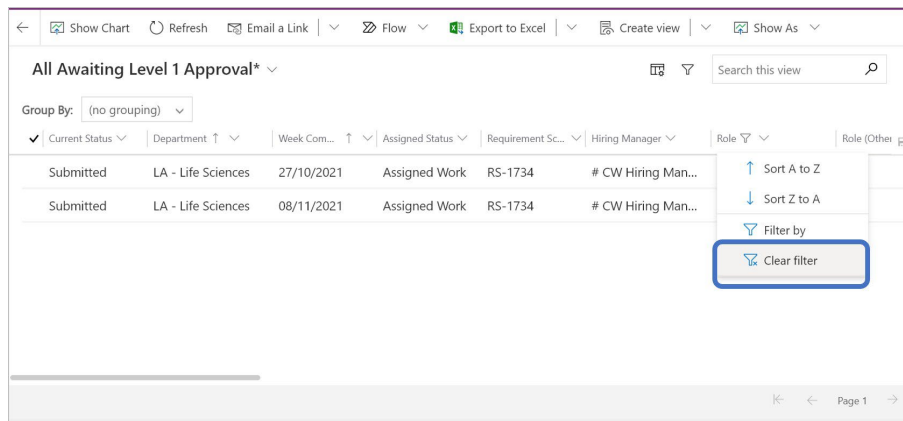 Show Chart Refresh Email a Link Flow Export to Excel Create view Show As
All Awaiting Level 1 Approval*
Search this view
Group By: (no grouping)
Current Status Department Week Com... Assigned Status Requirement Sc... Hiring Manager Role Role (Other
Submitted LA - Life Sciences 27/10/2021 Assigned Work RS-1734 # CW Hiring Man...
Submitted LA - Life Sciences 08/11/2021 Assigned Work RS-1734 # CW Hiring Man...
Sort A to Z
Sort Z to A
Filter by
Clear filter
Page 1